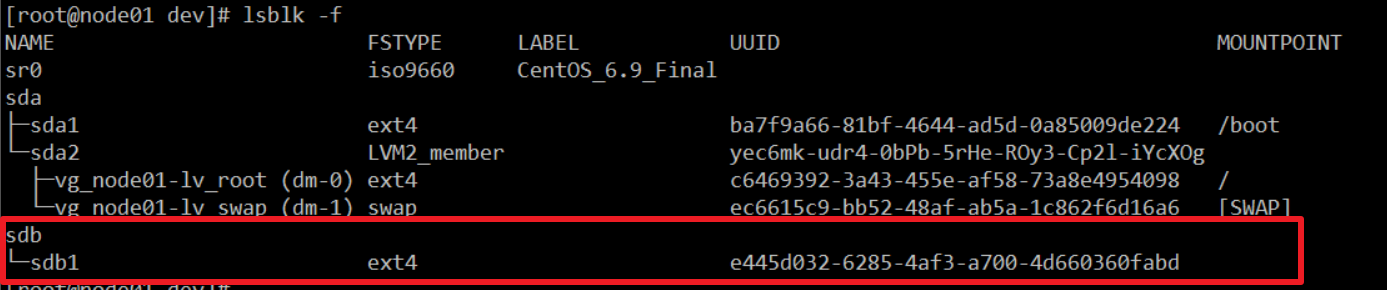 [root@node01 dev]# lsblk -f
NAME FSTYPE LABEL UUID MOUNTPOINT
sr0 iso9660 CentOS_6.9_Final
sda
├─sda1 ext4 ba7f9a66-81bf-4644-ad5d-0a85009de224 /boot
└─sda2 LVM2_member yec6mk-udr4-0bPb-5rHe-ROy3-Cp2l-iYcXOg
├─vg_node01-lv_root (dm-0) ext4 c6469392-3a43-455e-af58-73a8e4954098 /
└─vg_node01-lv_swap (dm-1) swap ec6615c9-bb52-48af-ab5a-1c862f6d16a6 [SWAP]
sdb
└─sdb1 ext4 e445d032-6285-4af3-a700-4d660360fabd
[root@node01 dev]#